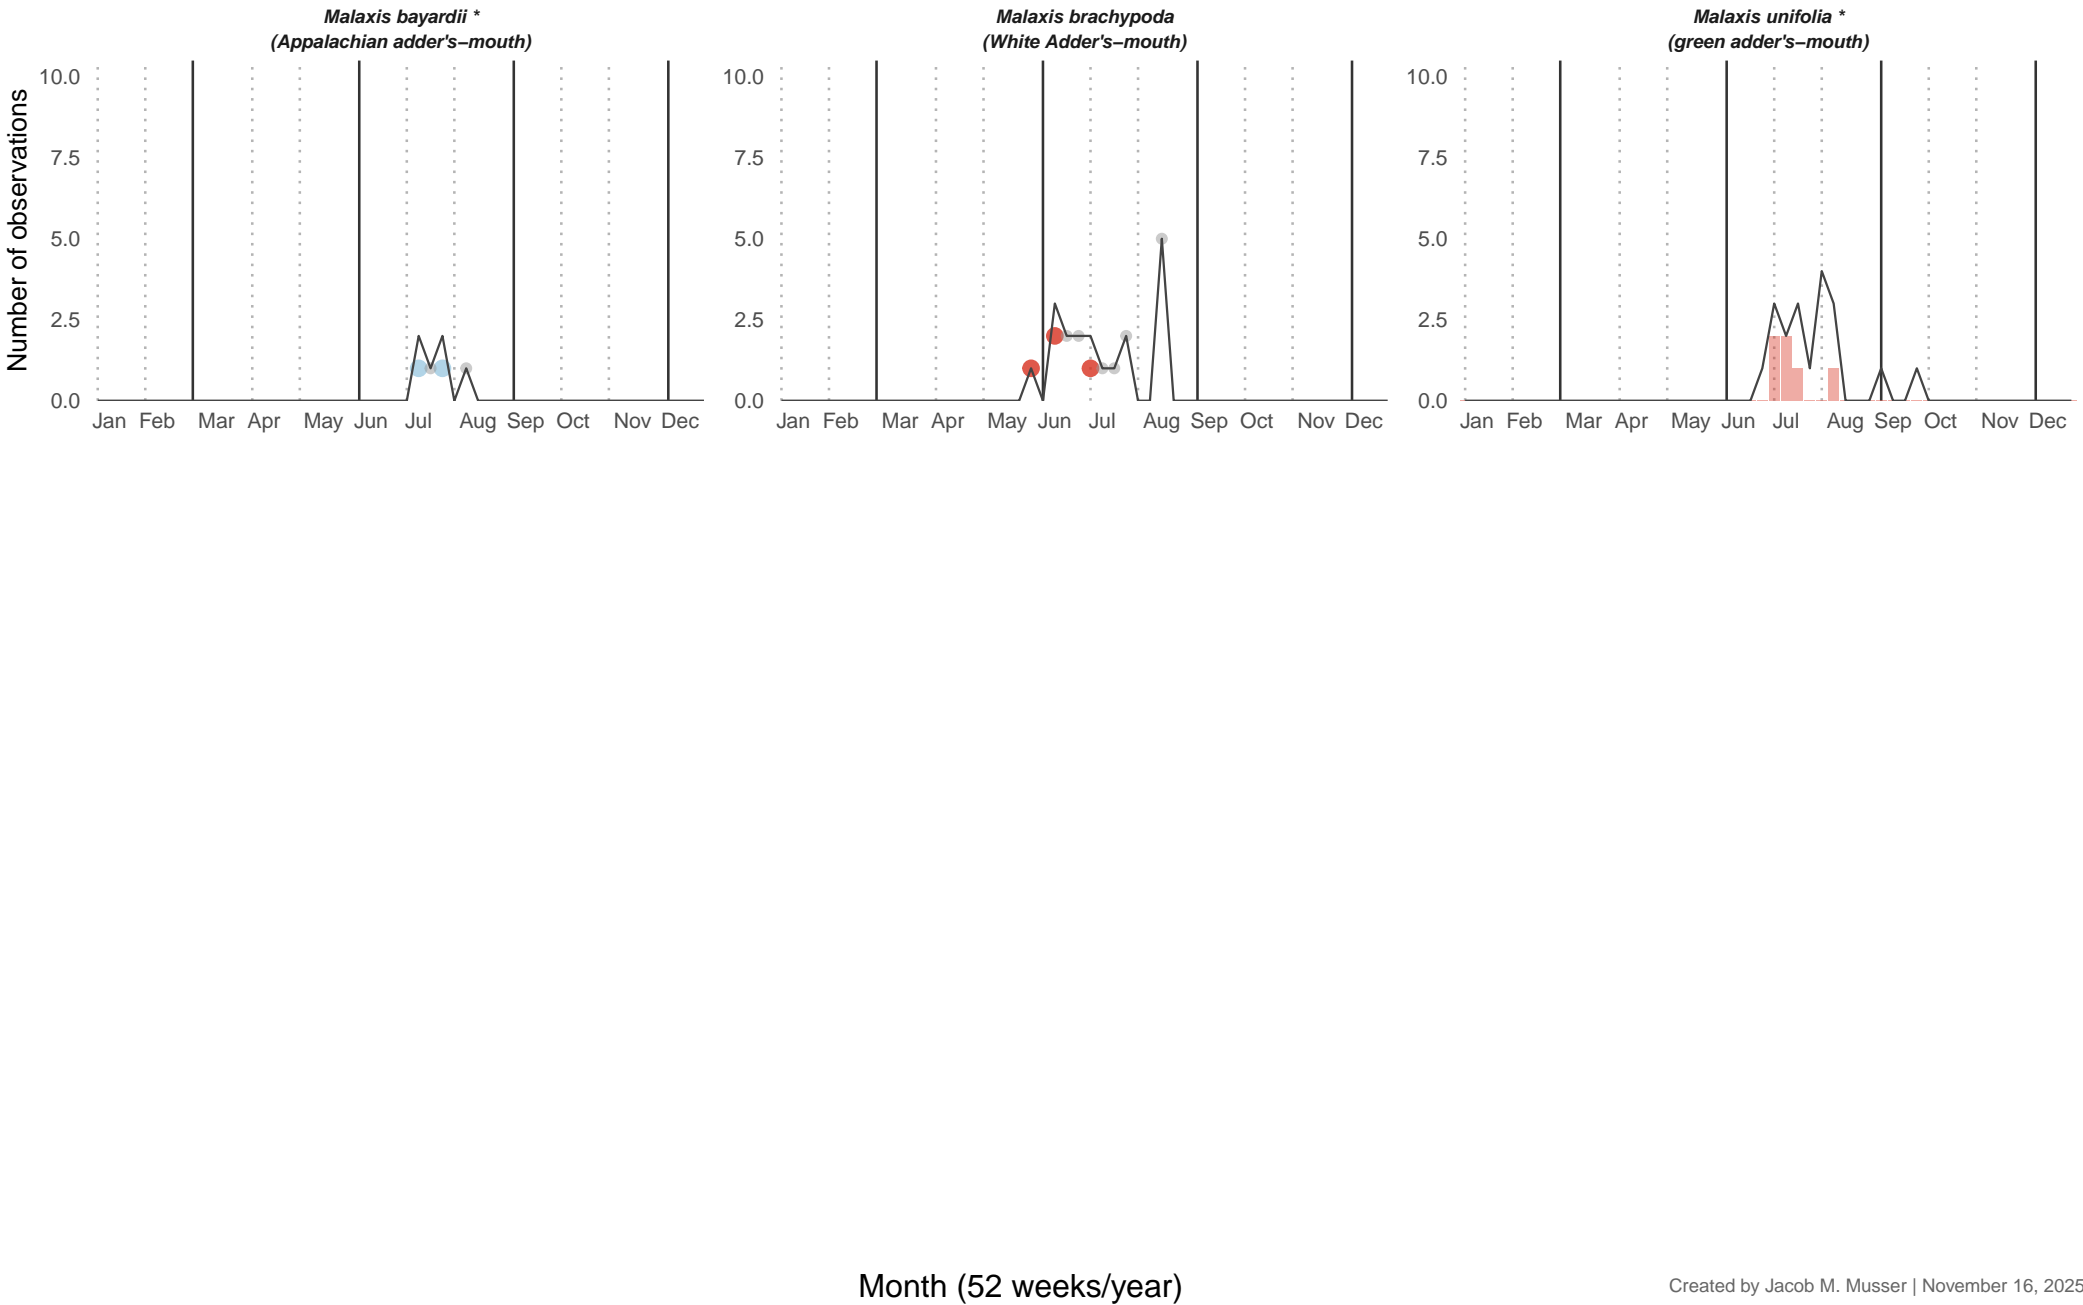 Malaxis bayardii *
(Appalachian adder's–mouth)
Malaxis brachypoda
(White Adder's–mouth)
Malaxis unifolia *
(green adder's–mouth)
Number of observations
10.0
7.5
5.0
2.5
0.0
Jan Feb Mar Apr May Jun Jul Aug Sep Oct Nov Dec
10.0
7.5
5.0
2.5
0.0
Jan Feb Mar Apr May Jun Jul Aug Sep Oct Nov Dec
10.0
7.5
5.0
2.5
0.0
Jan Feb Mar Apr May Jun Jul Aug Sep Oct Nov Dec
Month (52 weeks/year)
Created by Jacob M. Musser | November 16, 2025